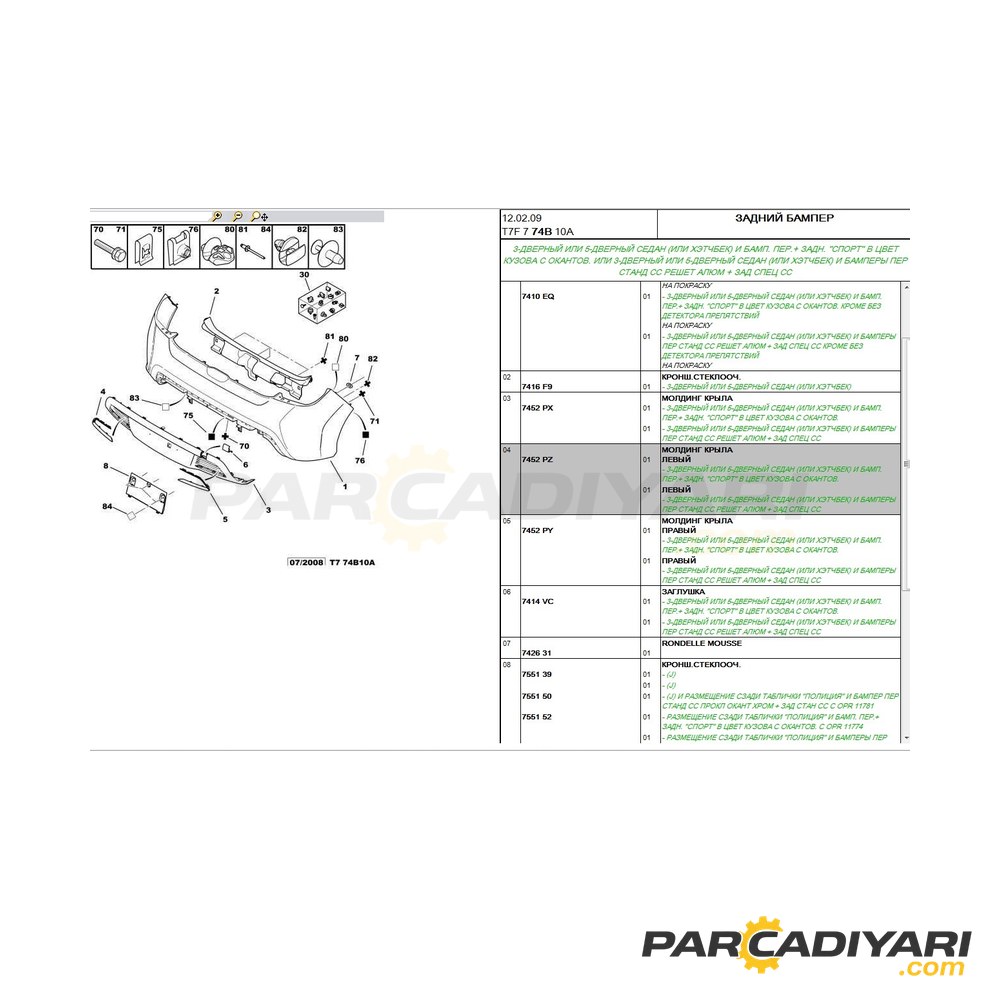 70 71 75 76 80 81 84 82 83
30
2
81 80
7 82
4
83
75
71
70
76
6
8
1
84
5
3
07/2008 T7 74B10A
12.02.09 ЗАДНИЙ БАМПЕР
T7F 7 74B 10A
3-ДВЕРНЫЙ ИЛИ 5-ДВЕРНЫЙ СЕДАН (ИЛИ ХЭТЧБЕК) И БАМП. ПЕР.+ ЗАДН. "СПОРТ" В ЦВЕТ
КУЗОВА С ОКАНТОВ. ИЛИ 3-ДВЕРНЫЙ ИЛИ 5-ДВЕРНЫЙ СЕДАН (ИЛИ ХЭТЧБЕК) И БАМПЕРЫ ПЕР
СТАНД СС РЕШЕТ АЛЮМ + ЗАД СПЕЦ СС
НА ПОКРАСКУ
7410 EQ 01 - 3-ДВЕРНЫЙ ИЛИ 5-ДВЕРНЫЙ СЕДАН (ИЛИ ХЭТЧБЕК) И БАМП.
ПЕР.+ ЗАДН. "СПОРТ" В ЦВЕТ КУЗОВА С ОКАНТОВ. КРОМЕ БЕЗ
ДЕТЕКТОРА ПРЕПЯТСТВИЙ
НА ПОКРАСКУ
01 - 3-ДВЕРНЫЙ ИЛИ 5-ДВЕРНЫЙ СЕДАН (ИЛИ ХЭТЧБЕК) И БАМПЕРЫ
ПЕР СТАНД СС РЕШЕТ АЛЮМ + ЗАД СПЕЦ СС КРОМЕ БЕЗ
ДЕТЕКТОРА ПРЕПЯТСТВИЙ
НА ПОКРАСКУ
02 КРОНШ.СТЕКЛООЧ.
7416 F9 01 - 3-ДВЕРНЫЙ ИЛИ 5-ДВЕРНЫЙ СЕДАН (ИЛИ ХЭТЧБЕК)
03 МОЛДИНГ КРЫЛА
7452 PX 01 - 3-ДВЕРНЫЙ ИЛИ 5-ДВЕРНЫЙ СЕДАН (ИЛИ ХЭТЧБЕК) И БАМП.
ПЕР.+ ЗАДН. "СПОРТ" В ЦВЕТ КУЗОВА С ОКАНТОВ.
01 - 3-ДВЕРНЫЙ ИЛИ 5-ДВЕРНЫЙ СЕДАН (ИЛИ ХЭТЧБЕК) И БАМПЕРЫ
ПЕР СТАНД СС РЕШЕТ АЛЮМ + ЗАД СПЕЦ СС
04 МОЛДИНГ КРЫЛА
7452 PZ 01 ЛЕВЫЙ
- 3-ДВЕРНЫЙ ИЛИ 5-ДВЕРНЫЙ СЕДАН (ИЛИ ХЭТЧБЕК) И БАМП.
ПЕР.+ ЗАДН. "СПОРТ" В ЦВЕТ КУЗОВА С ОКАНТОВ.
01 ЛЕВЫЙ
- 3-ДВЕРНЫЙ ИЛИ 5-ДВЕРНЫЙ СЕДАН (ИЛИ ХЭТЧБЕК) И БАМПЕРЫ
ПЕР СТАНД СС РЕШЕТ АЛЮМ + ЗАД СПЕЦ СС
05 МОЛДИНГ КРЫЛА
7452 PY 01 ПРАВЫЙ
- 3-ДВЕРНЫЙ ИЛИ 5-ДВЕРНЫЙ СЕДАН (ИЛИ ХЭТЧБЕК) И БАМП.
ПЕР.+ ЗАДН. "СПОРТ" В ЦВЕТ КУЗОВА С ОКАНТОВ.
01 ПРАВЫЙ
- 3-ДВЕРНЫЙ ИЛИ 5-ДВЕРНЫЙ СЕДАН (ИЛИ ХЭТЧБЕК) И БАМПЕРЫ
ПЕР СТАНД СС РЕШЕТ АЛЮМ + ЗАД СПЕЦ СС
06 ЗАГЛУШКА
7414 VC 01 - 3-ДВЕРНЫЙ ИЛИ 5-ДВЕРНЫЙ СЕДАН (ИЛИ ХЭТЧБЕК) И БАМП.
ПЕР.+ ЗАДН. "СПОРТ" В ЦВЕТ КУЗОВА С ОКАНТОВ.
01 - 3-ДВЕРНЫЙ ИЛИ 5-ДВЕРНЫЙ СЕДАН (ИЛИ ХЭТЧБЕК) И БАМПЕРЫ
ПЕР СТАНД СС РЕШЕТ АЛЮМ + ЗАД СПЕЦ СС
07 RONDELLE MOUSSE
7426 31 01
08 КРОНШ.СТЕКЛООЧ.
7551 39 01 - (J)
01 - (J)
7551 50 01 - (J) И РАЗМЕЩЕНИЕ СЗАДИ ТАБЛИЧКИ "ПОЛИЦИЯ" И БАМПЕР ПЕР
СТАНД СС ПРОКЛ ОКАНТ ХРОМ + ЗАД СТАН СС С OPR 11781
7551 52 01 - РАЗМЕЩЕНИЕ СЗАДИ ТАБЛИЧКИ "ПОЛИЦИЯ" И БАМП. ПЕР.+
ЗАДН. "СПОРТ" В ЦВЕТ КУЗОВА С ОКАНТОВ. С OPR 11774
01 - РАЗМЕЩЕНИЕ СЗАДИ ТАБЛИЧКИ "ПОЛИЦИЯ" И БАМПЕРЫ ПЕР
PARCADIYARI
PARCADIYARI
.com